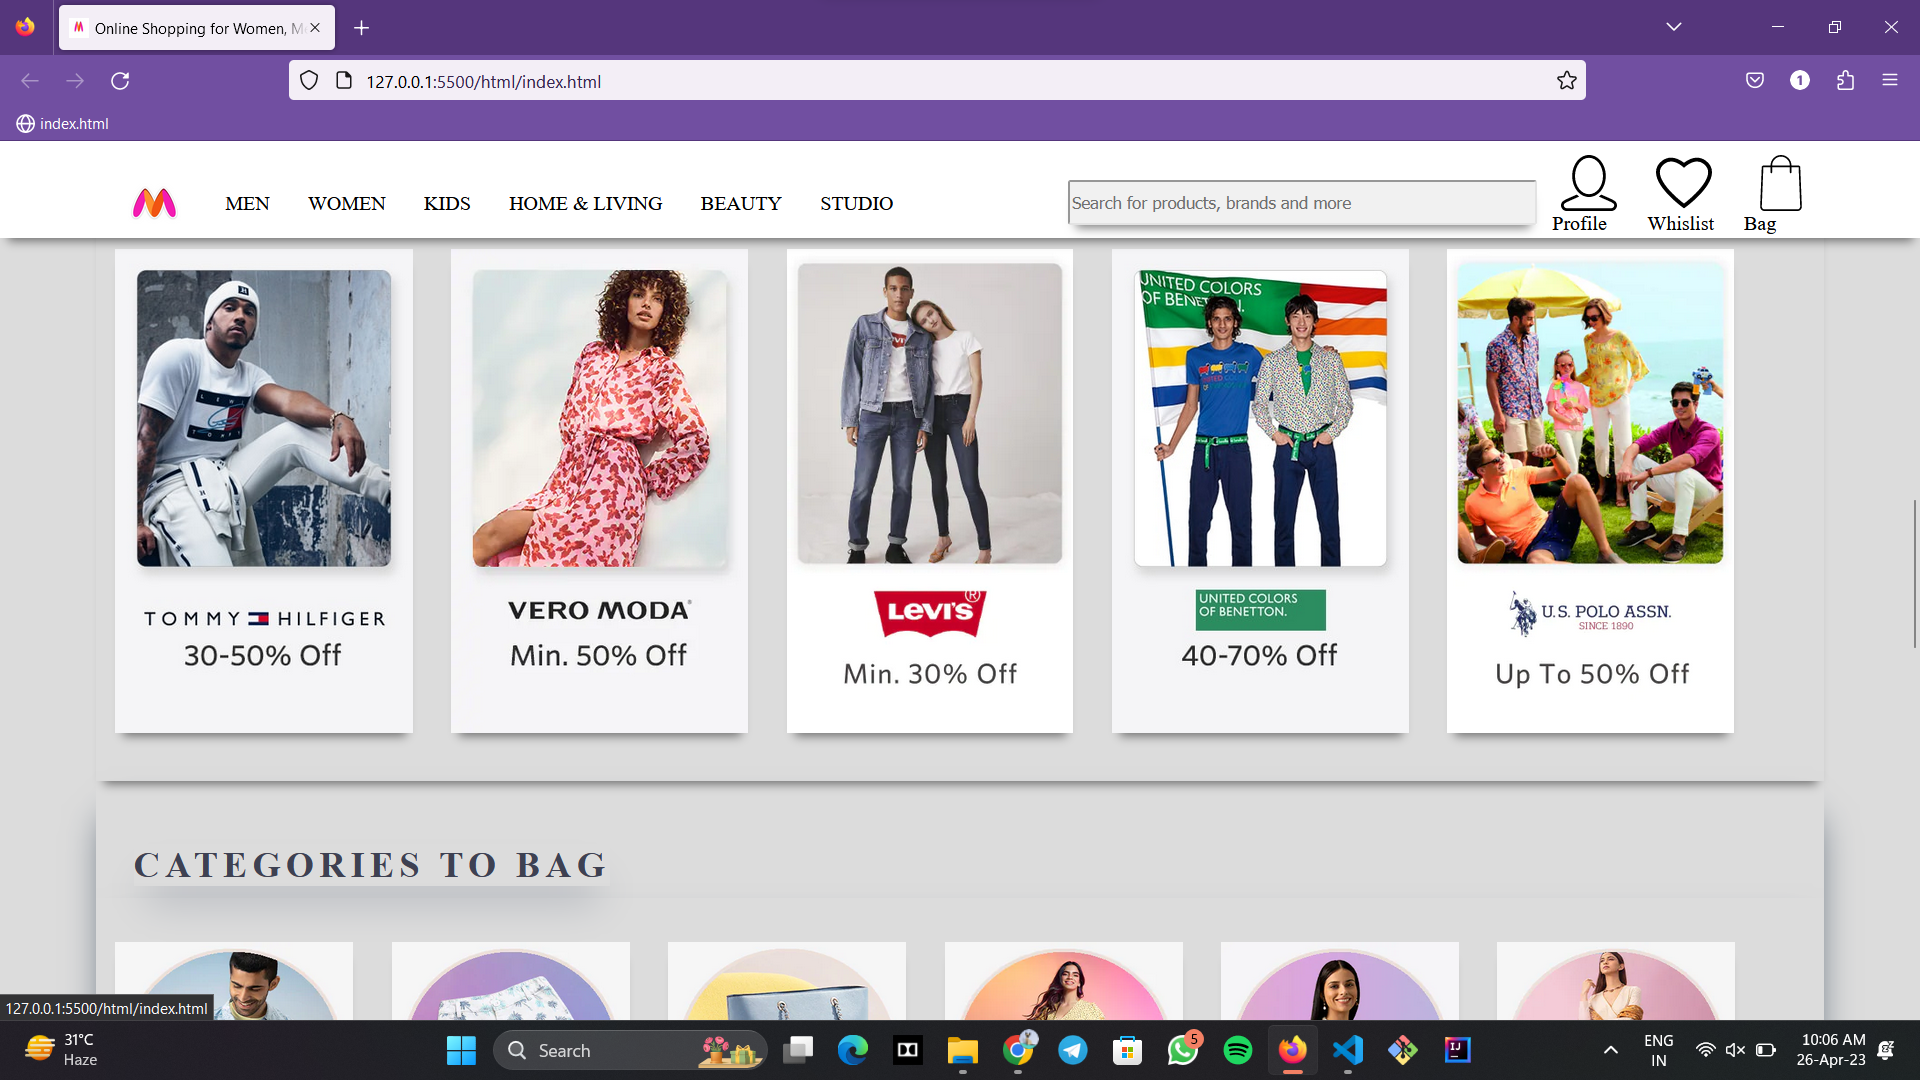 Online Shopping for Women, M
127.0.0.1:5500/html/index.html
1
index.html
MEN WOMEN KIDS HOME & LIVING BEAUTY STUDIO
Search for products, brands and more
Profile Whislist Bag
UNITED COLORS
TOMMY HILFIGER
30-50% Off
VERO MODA
Min. 50% Off
LEVI'S®
Min. 30% Off
UNITED COLORS
OF BENETTON.
40-70% Off
U.S. POLO ASSN.
SINCE 1890
Up To 50% Off
CATEGORIES TO BAG
127.0.0.1:5500/html/index.html
31°C
Haze
Search
5
ENG
IN
10:06 AM
26-Apr-23